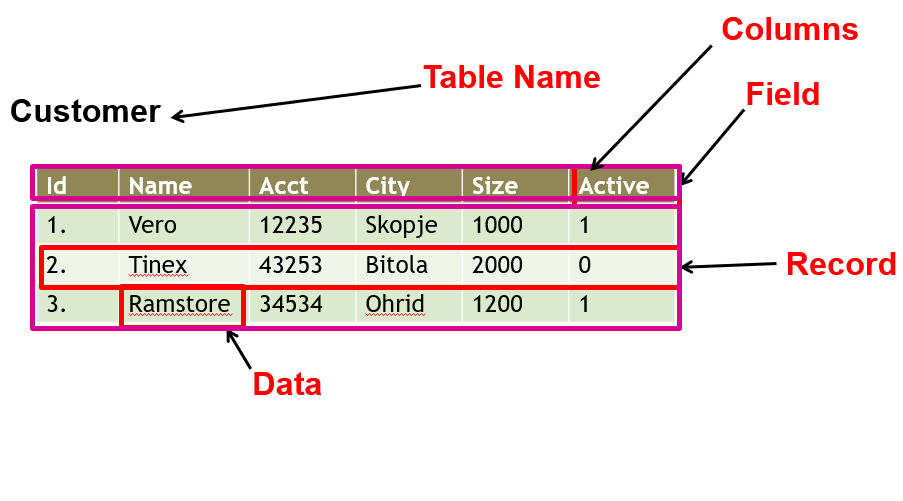 Columns
Table Name
Field
Customer
Id Name Acct City Size Active
1. Vero 12235 Skopje 1000 1
2. Tinex 43253 Bitola 2000 0
Record
3. Ramstore 34534 Ohrid 1200 1
Data